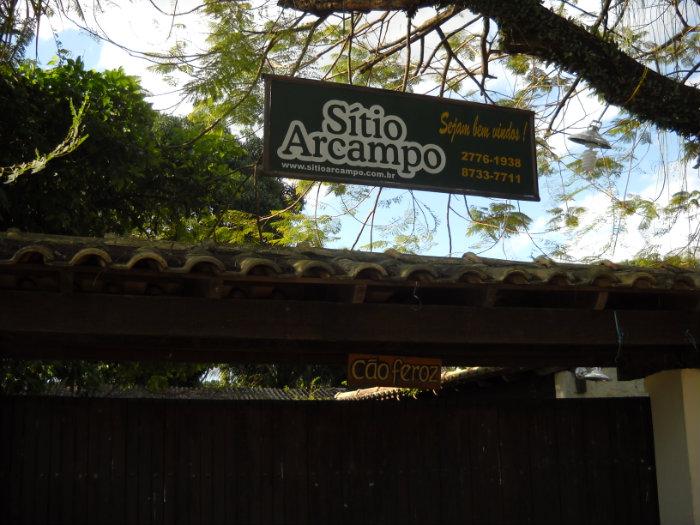 Sítio
Arcampo
www.sitioarcampo.com.br
Sejam bem vindos !
2776-1938
8733-7711
cão feroz